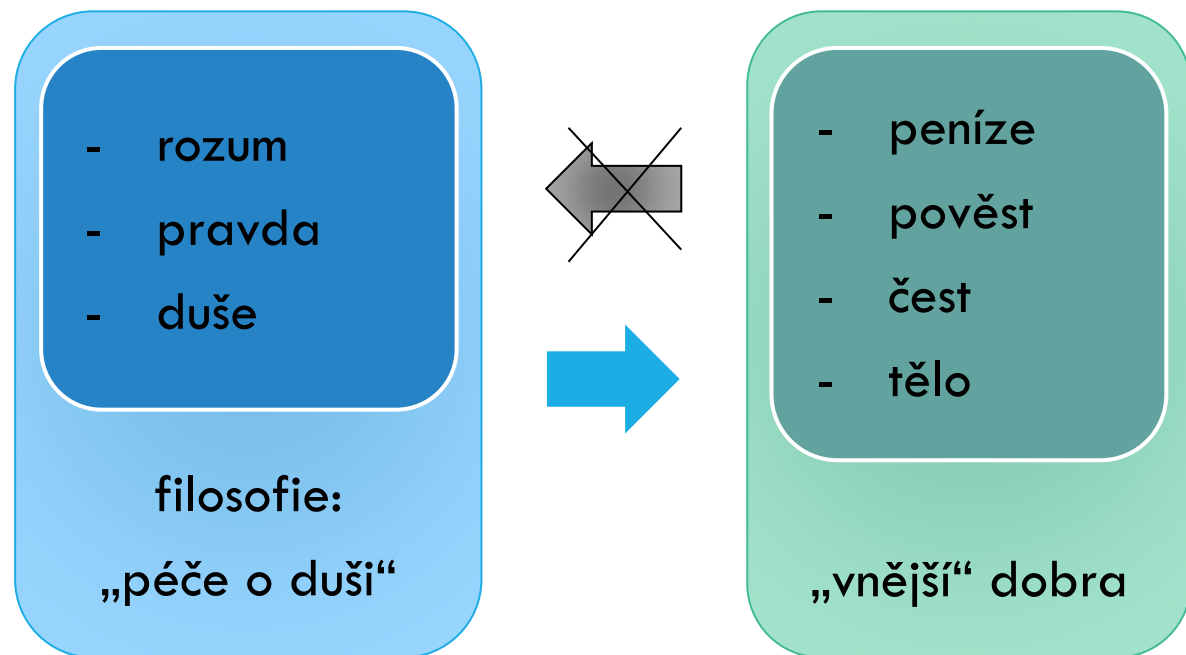 - rozum
- pravda
- duše
filosofie:
„péče o duši“
- peníze
- pověst
- čest
- tělo
„vnější“ dobra